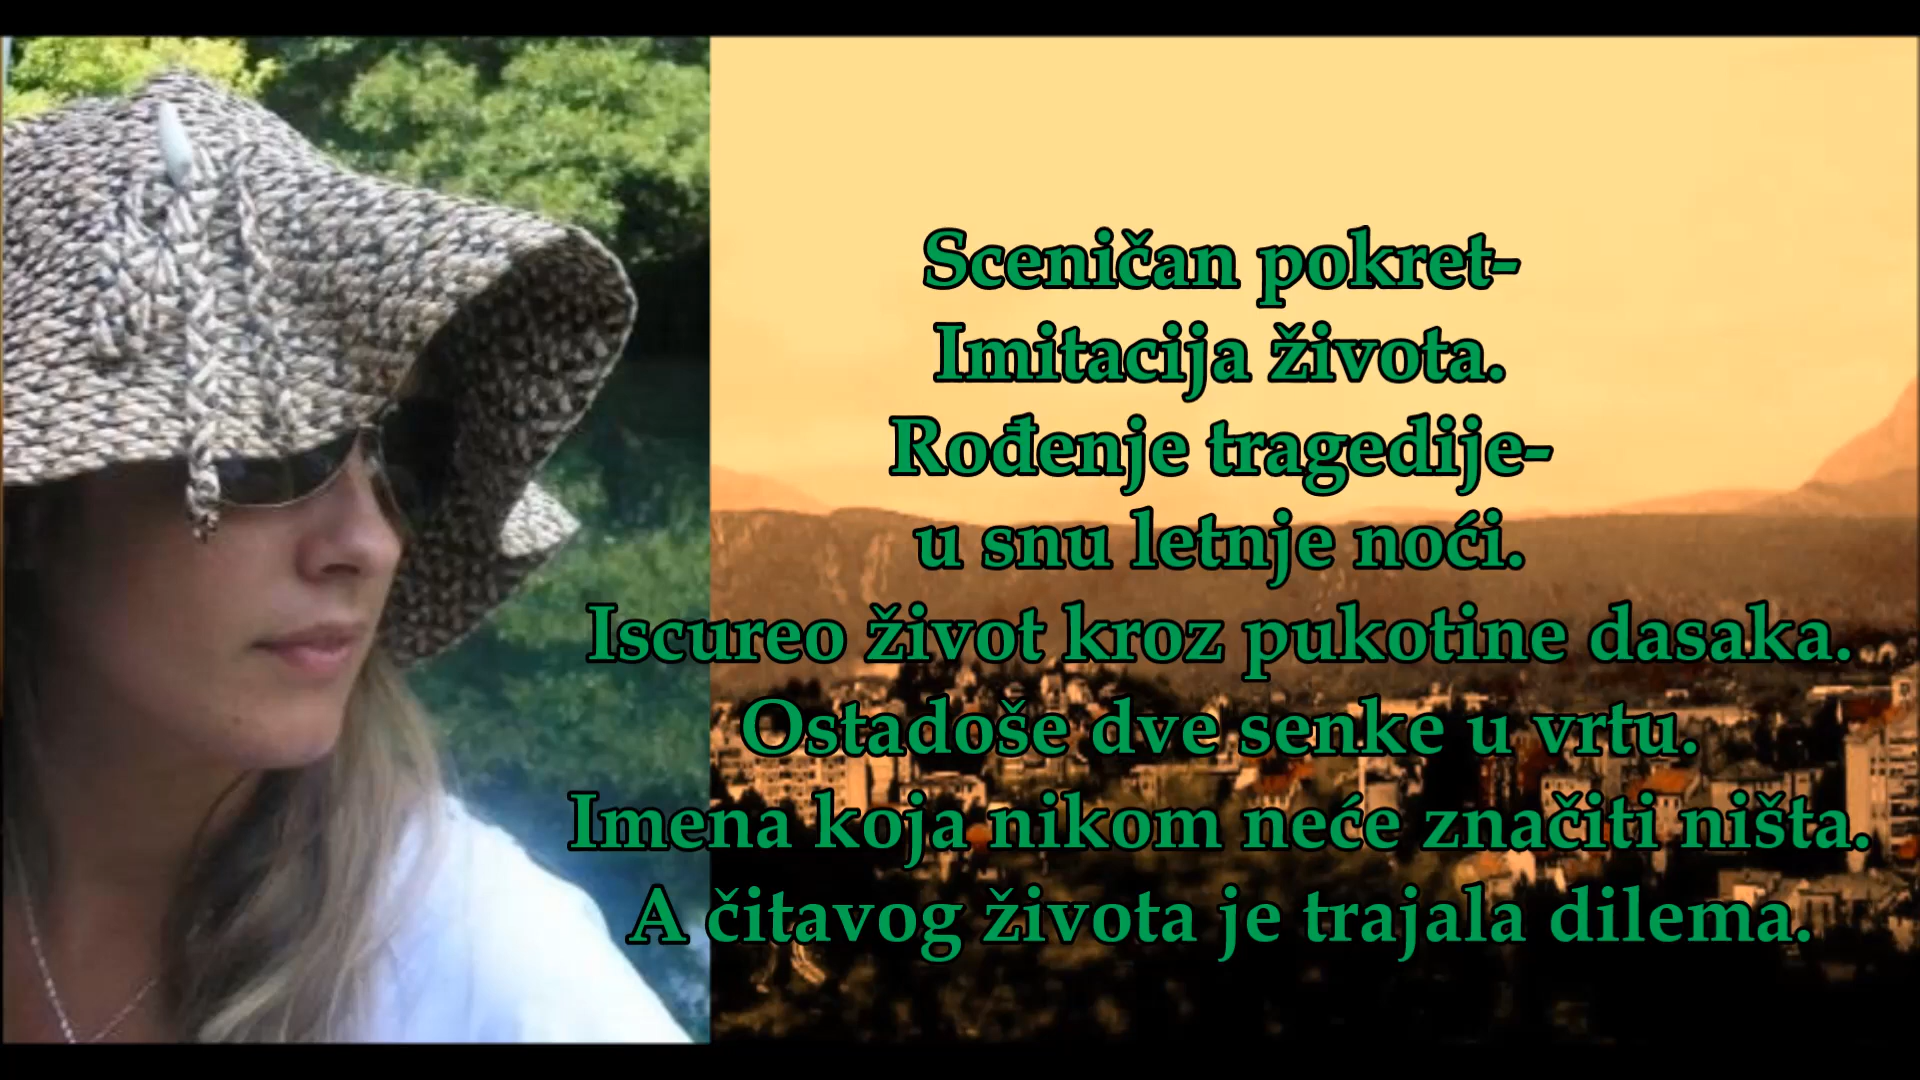 Sceničan pokret-
Imitacija života.
Rođenje tragedije-
u snu letnje noći.
Iscureo život kroz pukotine dasaka.
Ostadoše dve senke u vrtu.
Imena koja nikom neće značiti ništa.
A čitavog života je trajala dilema.